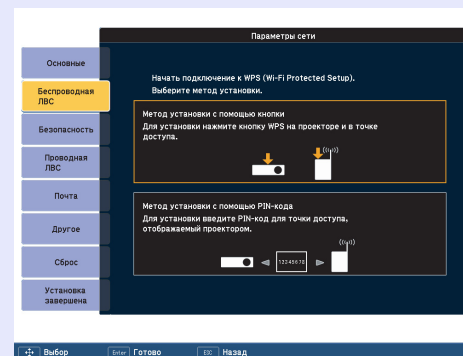 Параметры сети
Основные
Беспроводная
ЛВС
Безопасность
Проводная
ЛВС
Почта
Другое
Сброс
Установка
завершена
Начать подключение к WPS (Wi-Fi Protected Setup).
Выберите метод установки.
Метод установки с помощью кнопки
Для установки нажмите кнопку WPS на проекторе и в точке
доступа.
Метод установки с помощью PIN-кода
Для установки введите PIN-код для точки доступа,
отображаемый проектором.
12345678
Выбор
Enter Готово
ESC Назад